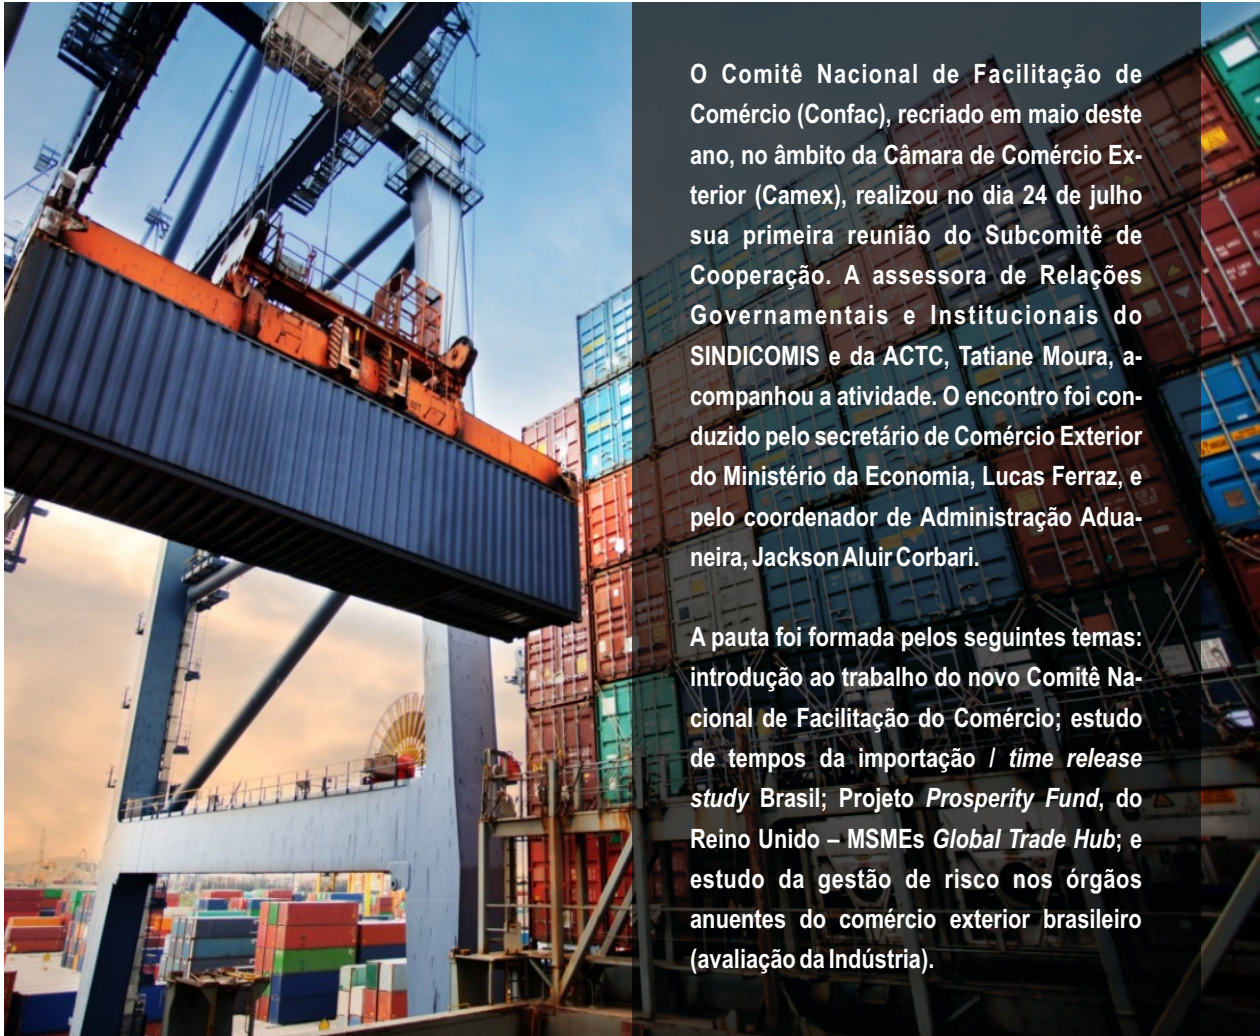 O Comitê Nacional de Facilitação de
Comércio (Confac), recriado em maio deste
ano, no âmbito da Câmara de Comércio Ex-
terior (Camex), realizou no dia 24 de julho
sua primeira reunião do Subcomitê de
Cooperação. A assessora de Relações
Governamentais e Institucionais do
SINDICOMIS e da ACTC, Tatiane Moura, a-
companhou a atividade. O encontro foi con-
duzido pelo secretário de Comércio Exterior
do Ministério da Economia, Lucas Ferraz, e
pelo coordenador de Administração Adua-
neira, Jackson Aluir Corbari.
A pauta foi formada pelos seguintes temas:
introdução ao trabalho do novo Comitê Na-
cional de Facilitação do Comércio; estudo
de tempos da importação / time release
study Brasil; Projeto Prosperity Fund, do
Reino Unido – MSMEs Global Trade Hub; e
estudo da gestão de risco nos órgãos
anuentes do comércio exterior brasileiro
(avaliação da Indústria).